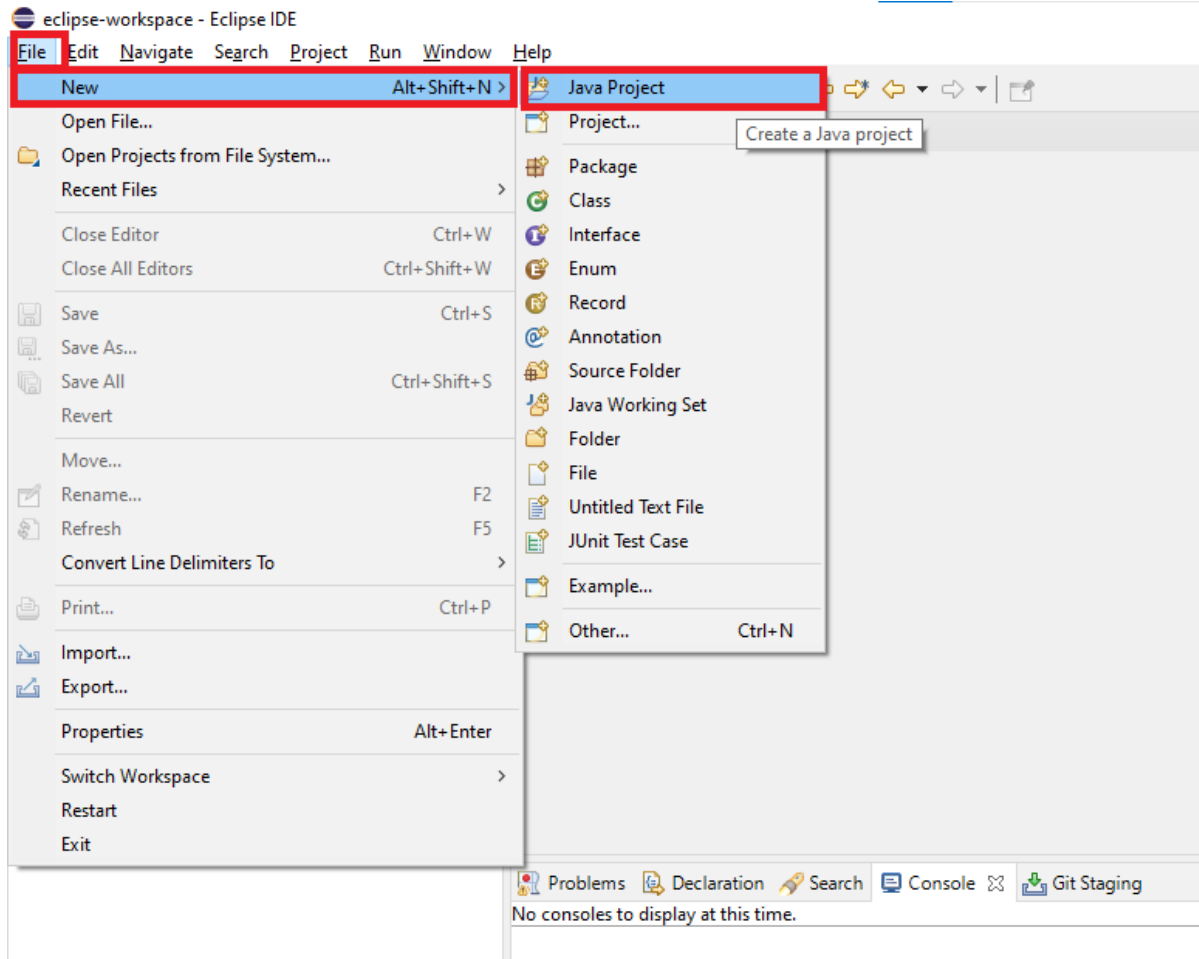 eclipse-workspace - Eclipse IDE
File Edit Navigate Search Project Run Window Help
New Alt+Shift+N >
Open File...
Open Projects from File System...
Recent Files >
Close Editor Ctrl+W
Close All Editors Ctrl+Shift+W
Save Ctrl+S
Save As...
Save All Ctrl+Shift+S
Revert
Move...
Rename... F2
Refresh F5
Convert Line Delimiters To >
Print... Ctrl+P
Import...
Export...
Properties Alt+Enter
Switch Workspace >
Restart
Exit
Java Project
Project...
Create a Java project
Package
Class
Interface
Enum
Record
Annotation
Source Folder
Java Working Set
Folder
File
Untitled Text File
JUnit Test Case
Example...
Other... Ctrl+N
Problems Declaration Search Console Git Staging
No consoles to display at this time.